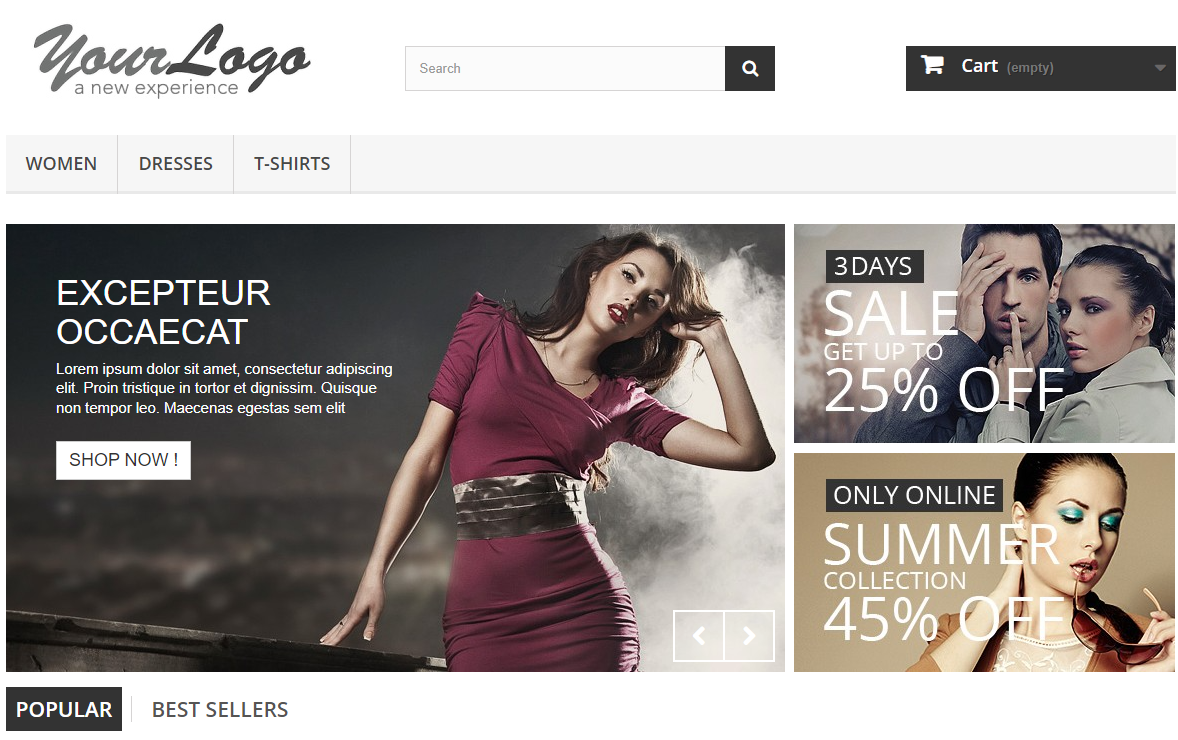 YourLogo
a new experience
Search
Cart (empty)
WOMEN
DRESSES
T-SHIRTS
EXCEPTEUR
OCCAECAT
Lorem ipsum dolor sit amet, consectetur adipiscing
elit. Proin tristique in tortor et dignissim. Quisque
non tempor leo. Maecenas egestas sem elit
SHOP NOW !
3 DAYS
SALE
GET UP TO
25% OFF
ONLY ONLINE
SUMMER
COLLECTION
45% OFF
POPULAR
BEST SELLERS